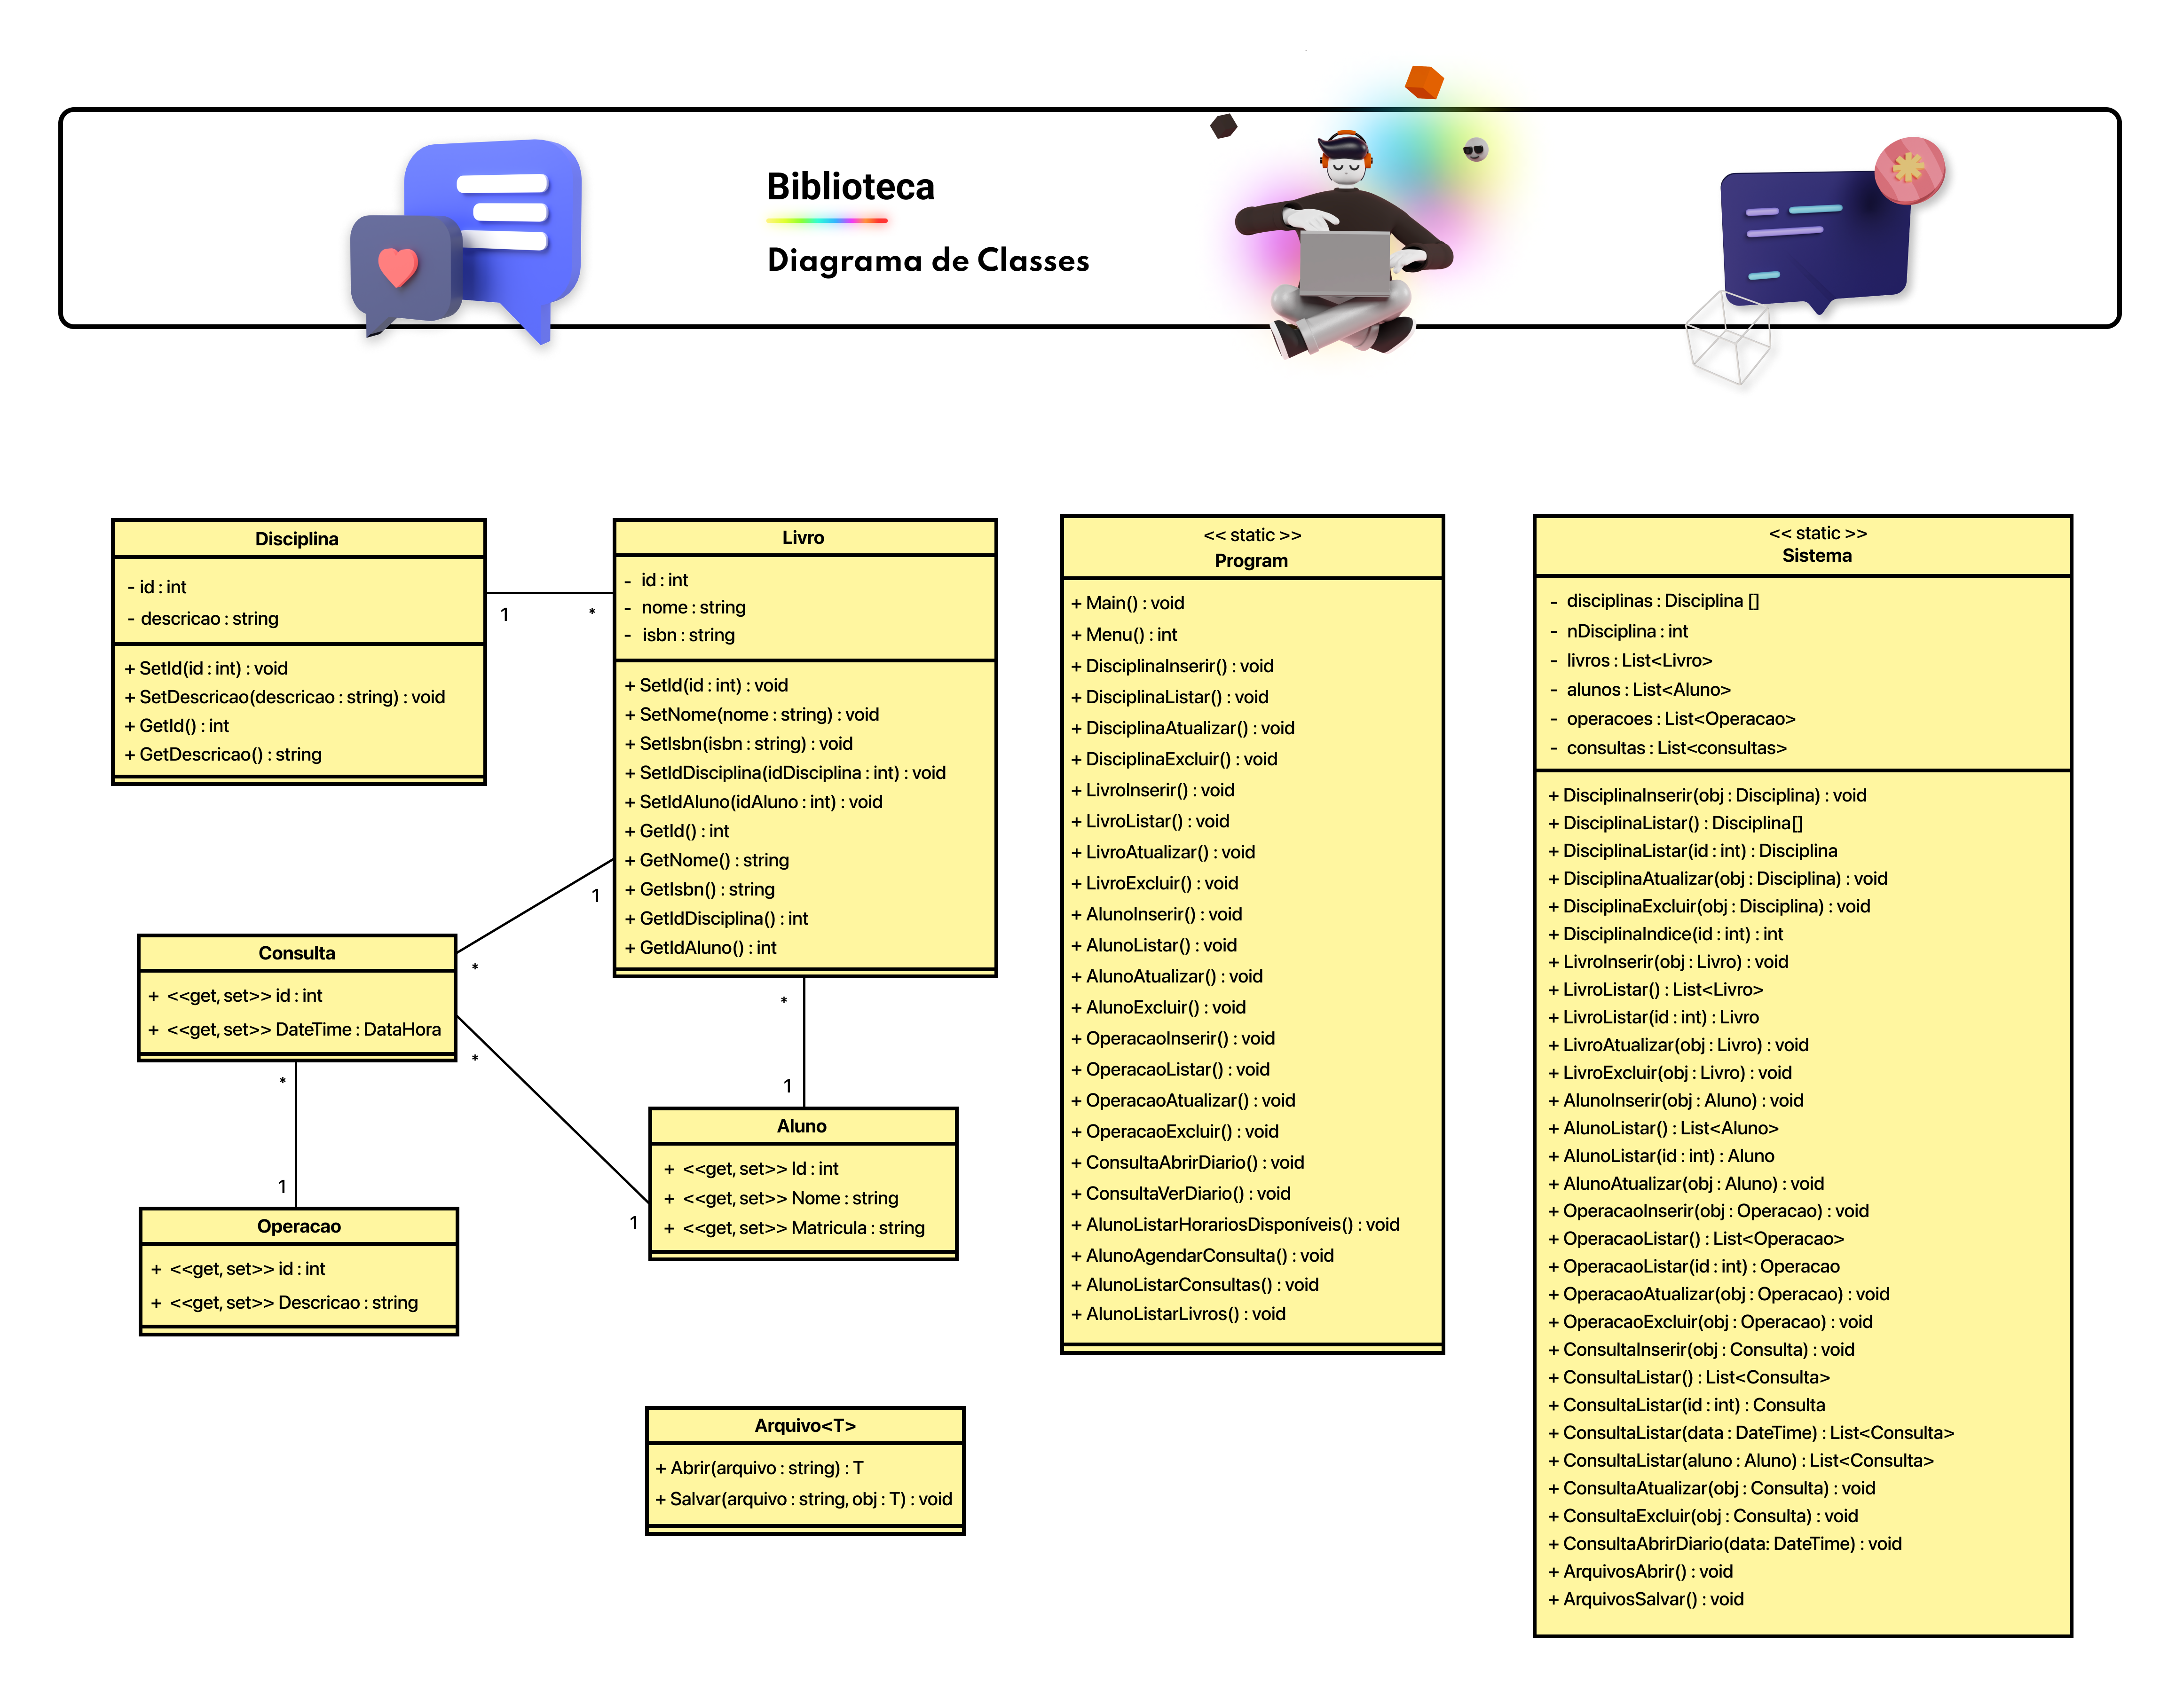 Biblioteca
Diagrama de Classes
Disciplina
- id : int
- descricao : string
+ SetId(id : int) : void
+ SetDescricao(descricao : string) : void
+ GetId() : int
+ GetDescricao() : string
1
*
Livro
- id : int
- nome : string
- isbn : string
+ SetId(id : int) : void
+ SetNome(nome : string) : void
+ SetIsbn(isbn : string) : void
+ SetIdDisciplina(idDisciplina : int) : void
+ SetIdAluno(idAluno : int) : void
+ GetId() : int
+ GetNome() : string
+ GetIsbn() : string
+ GetIdDisciplina() : int
+ GetIdAluno() : int
1
*
Consulta
+ <<get, set>> id : int
+ <<get, set>> DateTime : DataHora
*
1
*
1
*
1
Operacao
+ <<get, set>> id : int
+ <<get, set>> Descricao : string
Aluno
+ <<get, set>> Id : int
+ <<get, set>> Nome : string
+ <<get, set>> Matricula : string
Arquivo<T>
+ Abrir(arquivo : string) : T
+ Salvar(arquivo : string, obj : T) : void
<< static >>
Program
+ Main() : void
+ Menu() : int
+ DisciplinaInserir() : void
+ DisciplinaListar() : void
+ DisciplinaAtualizar() : void
+ DisciplinaExcluir() : void
+ LivroInserir() : void
+ LivroListar() : void
+ LivroAtualizar() : void
+ LivroExcluir() : void
+ AlunoInserir() : void
+ AlunoListar() : void
+ AlunoAtualizar() : void
+ AlunoExcluir() : void
+ OperacaoInserir() : void
+ OperacaoListar() : void
+ OperacaoAtualizar() : void
+ OperacaoExcluir() : void
+ ConsultaAbrirDiario() : void
+ ConsultaVerDiario() : void
+ AlunoListarHorariosDisponíveis() : void
+ AlunoAgendarConsulta() : void
+ AlunoListarConsultas() : void
+ AlunoListarLivros() : void
<< static >>
Sistema
- disciplinas : Disciplina []
- nDisciplina : int
- livros : List<Livro>
- alunos : List<Aluno>
- operacoes : List<Operacao>
- consultas : List<consultas>
+ DisciplinaInserir(obj : Disciplina) : void
+ DisciplinaListar() : Disciplina[]
+ DisciplinaListar(id : int) : Disciplina
+ DisciplinaAtualizar(obj : Disciplina) : void
+ DisciplinaExcluir(obj : Disciplina) : void
+ DisciplinaIndice(id : int) : int
+ LivroInserir(obj : Livro) : void
+ LivroListar() : List<Livro>
+ LivroListar(id : int) : Livro
+ LivroAtualizar(obj : Livro) : void
+ LivroExcluir(obj : Livro) : void
+ AlunoInserir(obj : Aluno) : void
+ AlunoListar() : List<Aluno>
+ AlunoListar(id : int) : Aluno
+ AlunoAtualizar(obj : Aluno) : void
+ OperacaoInserir(obj : Operacao) : void
+ OperacaoListar() : List<Operacao>
+ OperacaoListar(id : int) : Operacao
+ OperacaoAtualizar(obj : Operacao) : void
+ OperacaoExcluir(obj : Operacao) : void
+ ConsultaInserir(obj : Consulta) : void
+ ConsultaListar() : List<Consulta>
+ ConsultaListar(id : int) : Consulta
+ ConsultaListar(data : DateTime) : List<Consulta>
+ ConsultaListar(aluno : Aluno) : List<Consulta>
+ ConsultaAtualizar(obj : Consulta) : void
+ ConsultaExcluir(obj : Consulta) : void
+ ConsultaAbrirDiario(data: DateTime) : void
+ ArquivosAbrir() : void
+ ArquivosSalvar() : void